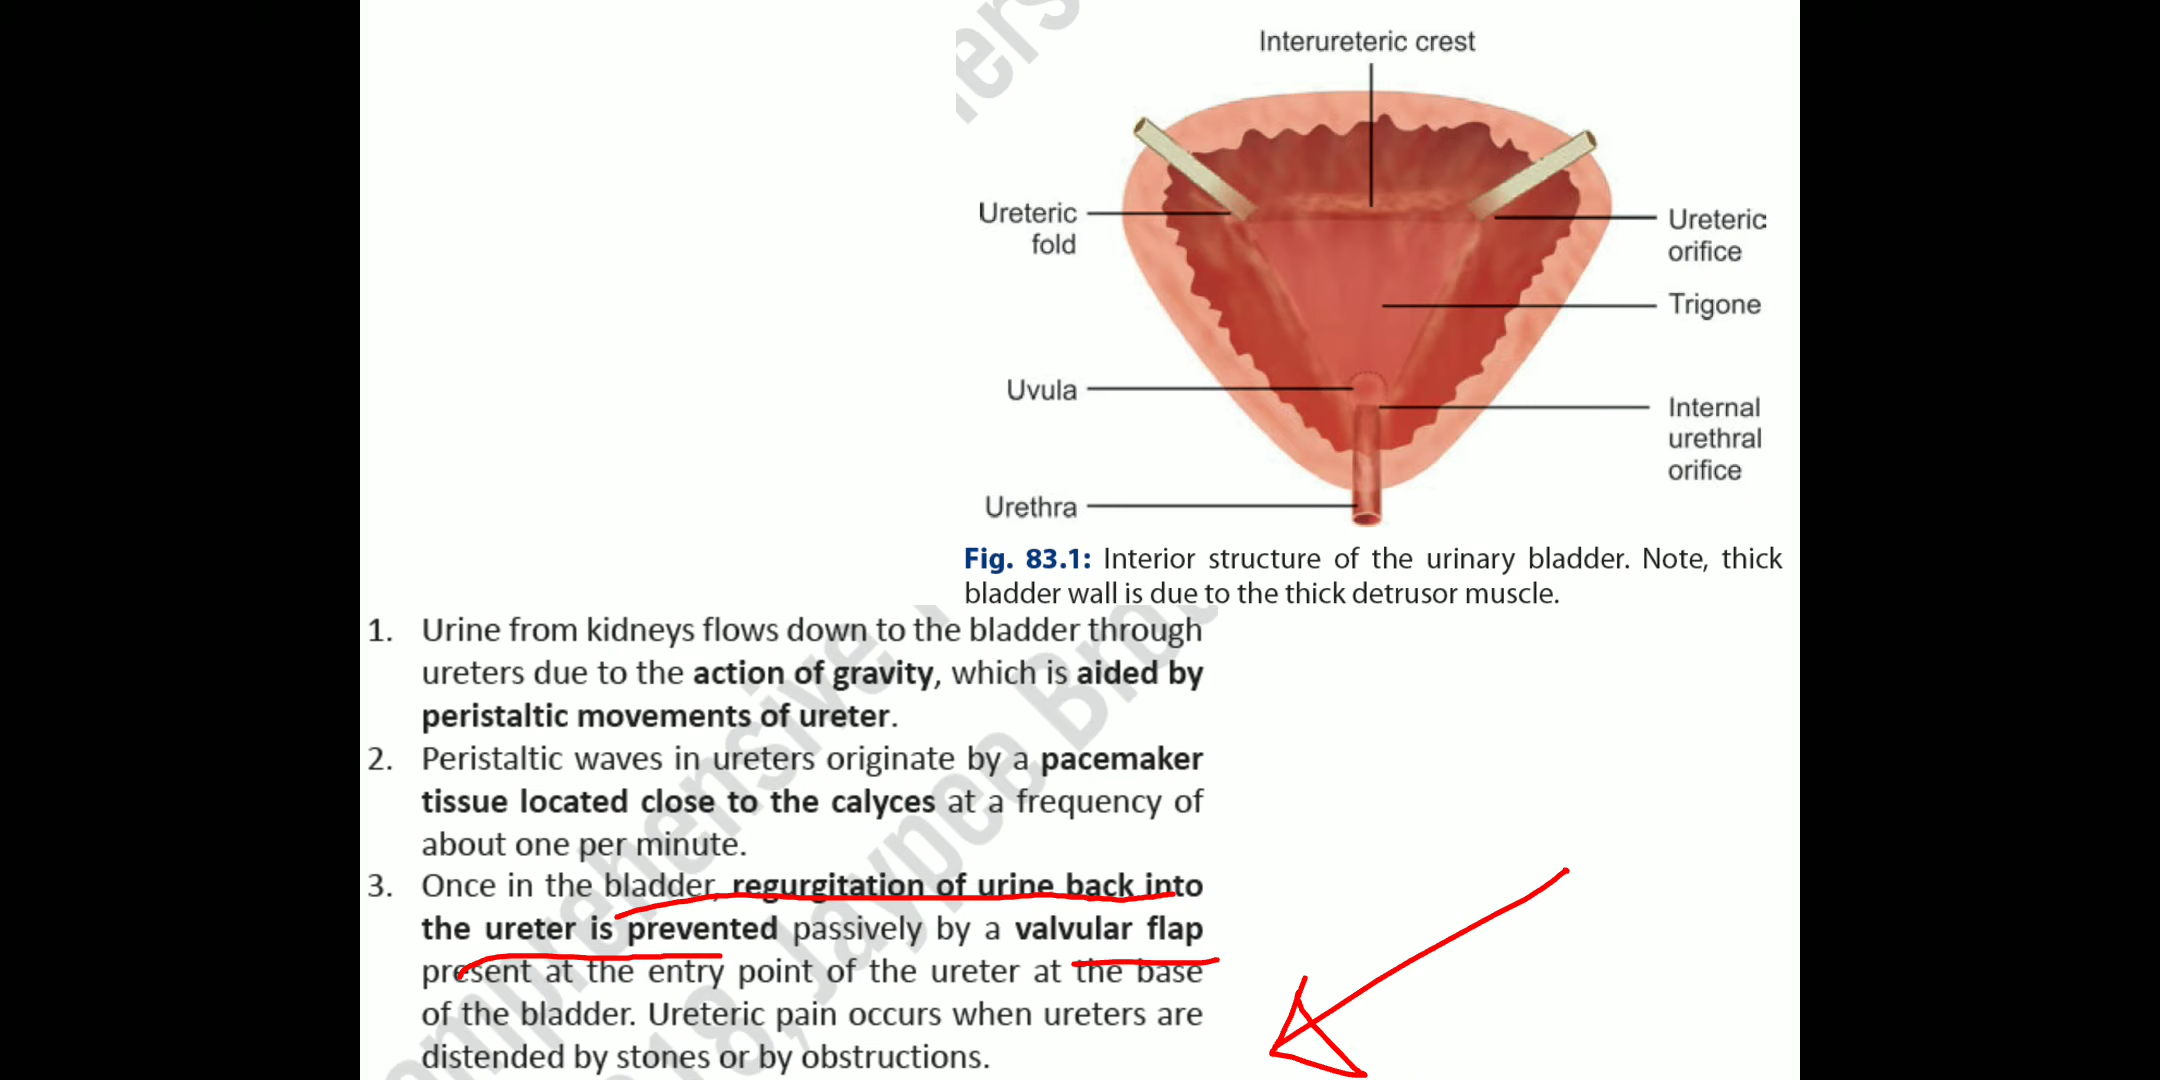 Interureteric crest
Ureteric
fold
Ureteric
orifice
Trigone
Uvula
Internal
urethral
orifice
Urethra
Fig. 83.1: Interior structure of the urinary bladder. Note, thick
bladder wall is due to the thick detrusor muscle.
1. Urine from kidneys flows down to the bladder through
ureters due to the action of gravity, which is aided by
peristaltic movements of ureter.
2. Peristaltic waves in ureters originate by a pacemaker
tissue located close to the calyces at a frequency of
about one per minute.
3. Once in the bladder, regurgitation of urine back into
the ureter is prevented passively by a valvular flap
present at the entry point of the ureter at the base
of the bladder. Ureteric pain occurs when ureters are
distended by stones or by obstructions.